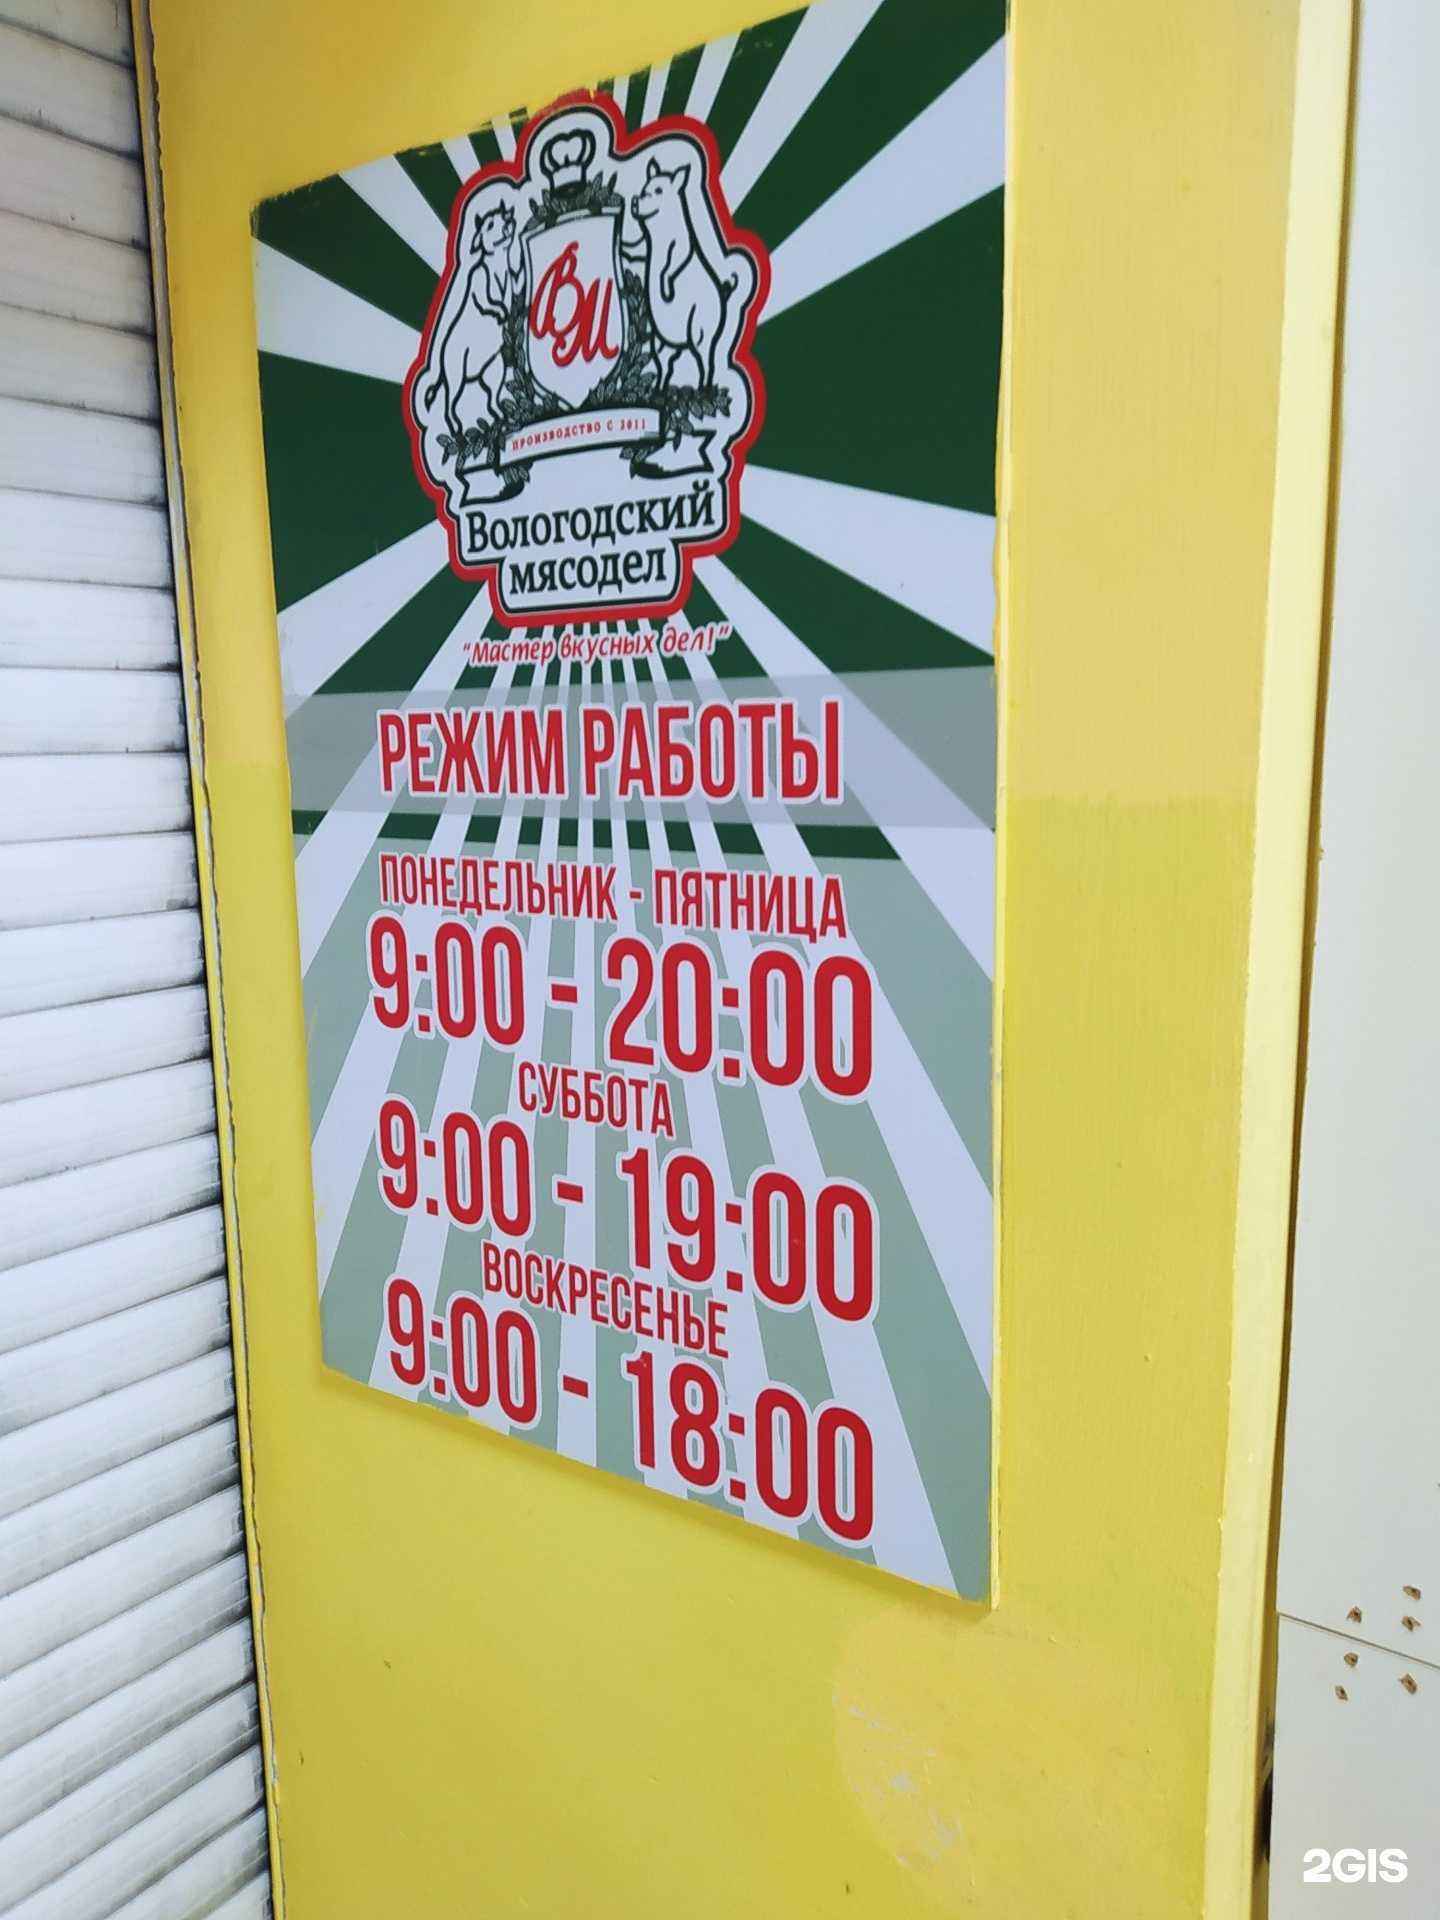 ВМ
ПРОИЗВОДСТВО С 2011
Вологодский
мясодел
"Мастер вкусных дел!"
РЕЖИМ РАБОТЫ
ПОНЕДЕЛЬНИК - ПЯТНИЦА
9:00 - 20:00
СУББОТА
9:00 - 19:00
ВОСКРЕСЕНЬЕ
9:00 - 18:00
2GIS